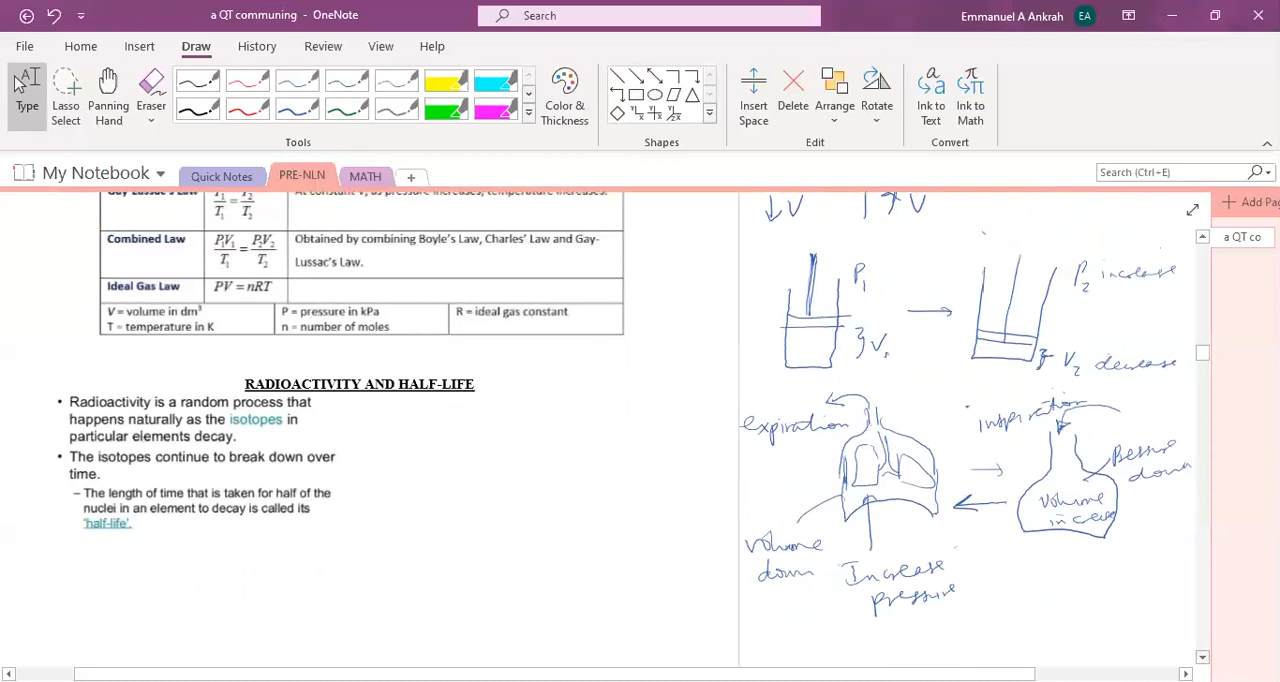 a QT communing - OneNote
Search
Emmanuel A Ankrah
EA
File
Home
Insert
Draw
History
Review
View
Help
Type
Lasso Select
Panning Hand
Eraser
Color & Thickness
Insert Space
Delete
Arrange
Rotate
Ink to Text
Ink to Math
Tools
Shapes
Edit
Convert
My Notebook
Quick Notes
PRE-NLN
MATH
+
Search (Ctrl+E)
Add Pag
a QT co
T₁ = T₂
Combined Law
P₁V₁/T₁ = P₂V₂/T₂
Obtained by combining Boyle's Law, Charles' Law and Gay-
Lussac's Law.
Ideal Gas Law
PV = nRT
V = volume in dm³
T = temperature in K
P = pressure in kPa
n = number of moles
R = ideal gas constant
RADIOACTIVITY AND HALF-LIFE
• Radioactivity is a random process that
happens naturally as the isotopes in
particular elements decay.
• The isotopes continue to break down over
time.
– The length of time that is taken for half of the
nuclei in an element to decay is called its
'half-life'.
↓V
↑V
P₁
V₁
P₂ increase
V₂ decrease
expiration
inspiration
Pressure
down
volume
increase
volume
down
Increase
pressure